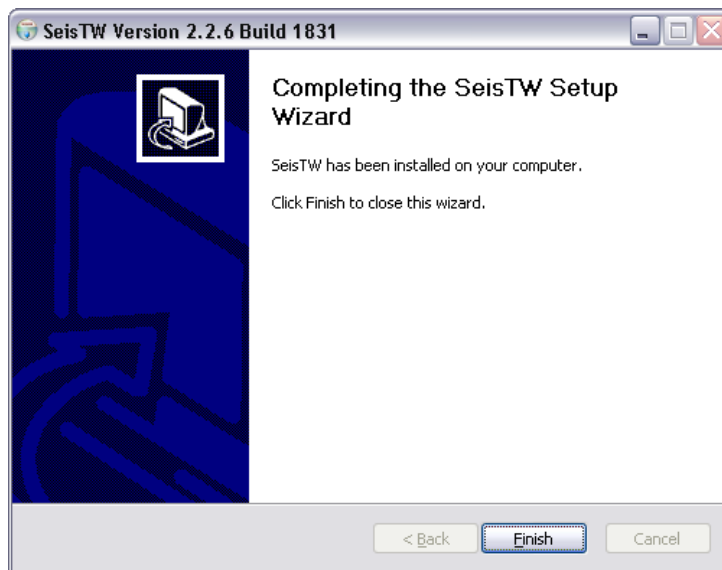 SeisTW Version 2.2.6 Build 1831
Completing the SeisTW Setup
Wizard
SeisTW has been installed on your computer.
Click Finish to close this wizard.
< Back
Finish
Cancel